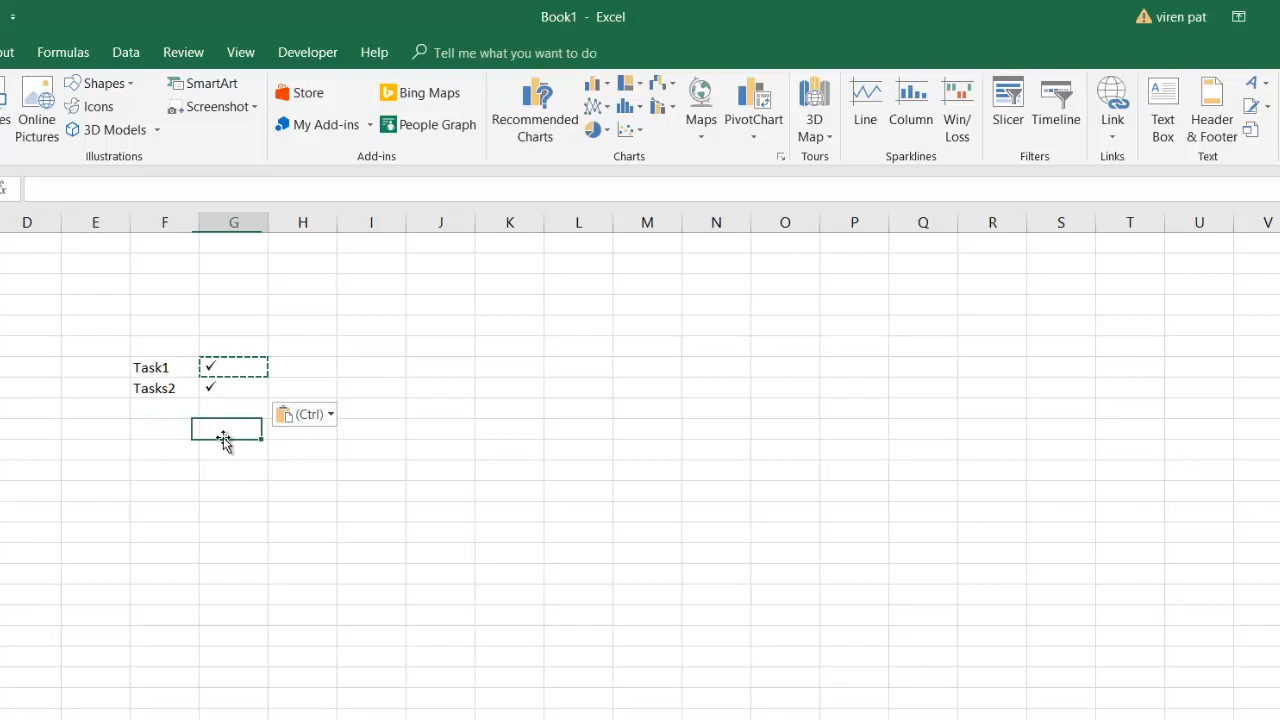 Book1 - Excel
viren pat
out Formulas Data Review View Developer Help Tell me what you want to do
es Online Pictures
Shapes
Icons
3D Models
SmartArt
Screenshot
Illustrations
Store
My Add-ins
Bing Maps
People Graph
Add-ins
Recommended Charts
Maps
PivotChart
Charts
3D Map
Tours
Line
Column
Win/Loss
Sparklines
Slicer
Timeline
Filters
Link
Links
Text Box
Header & Footer
Text
fx
D E F G H I J K L M N O P Q R S T U V
Task1 ✓
Tasks2 ✓
(Ctrl)